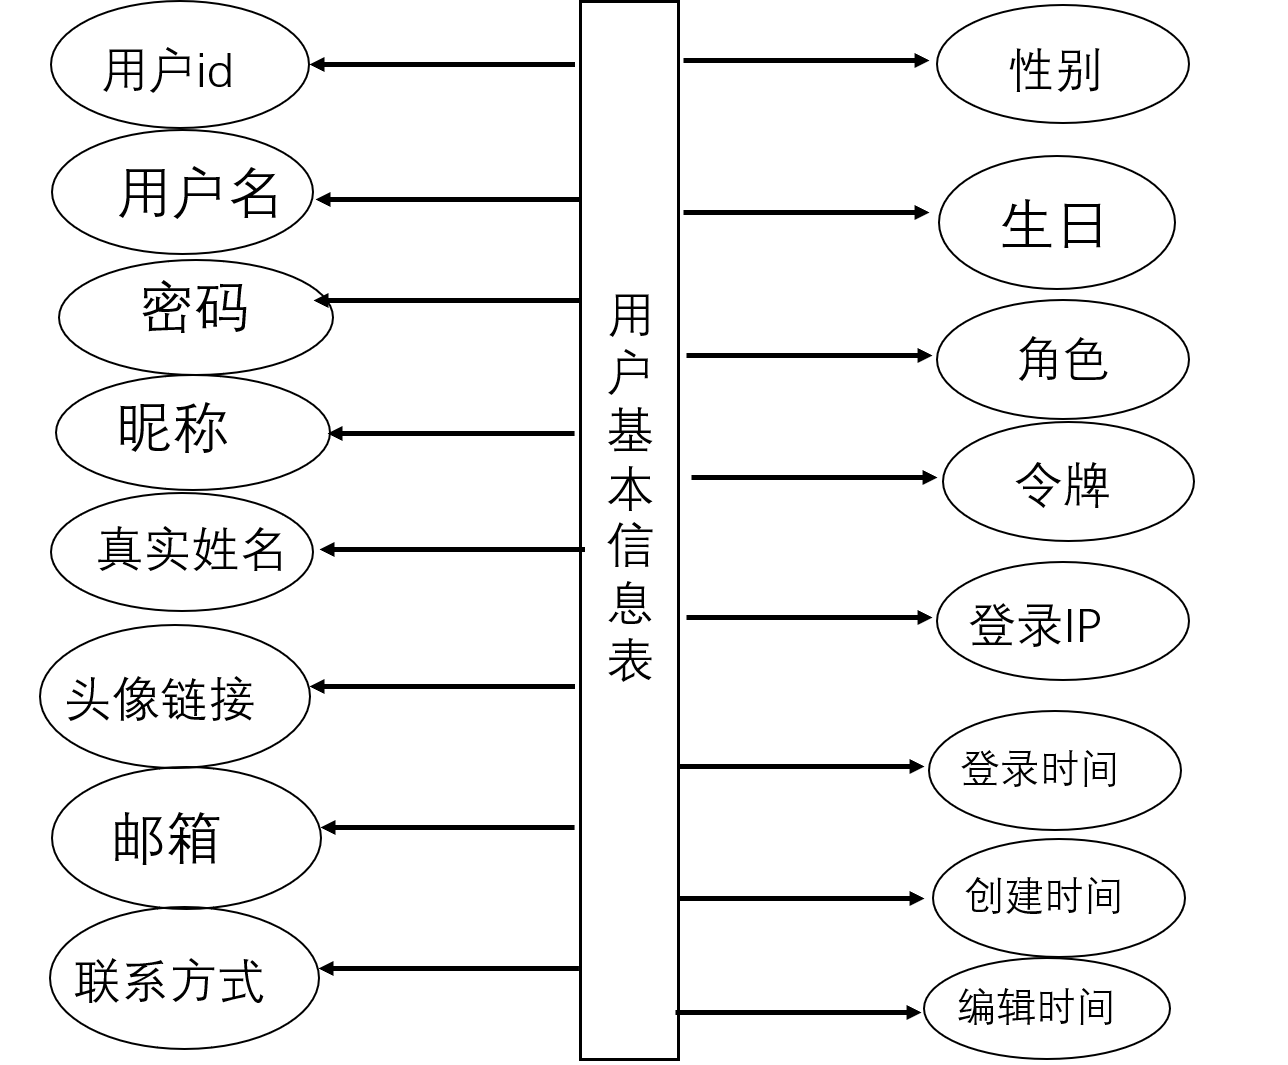 用户id
用户名
密码
昵称
真实姓名
头像链接
邮箱
联系方式
用户基本信息表
性别
生日
角色
令牌
登录IP
登录时间
创建时间
编辑时间